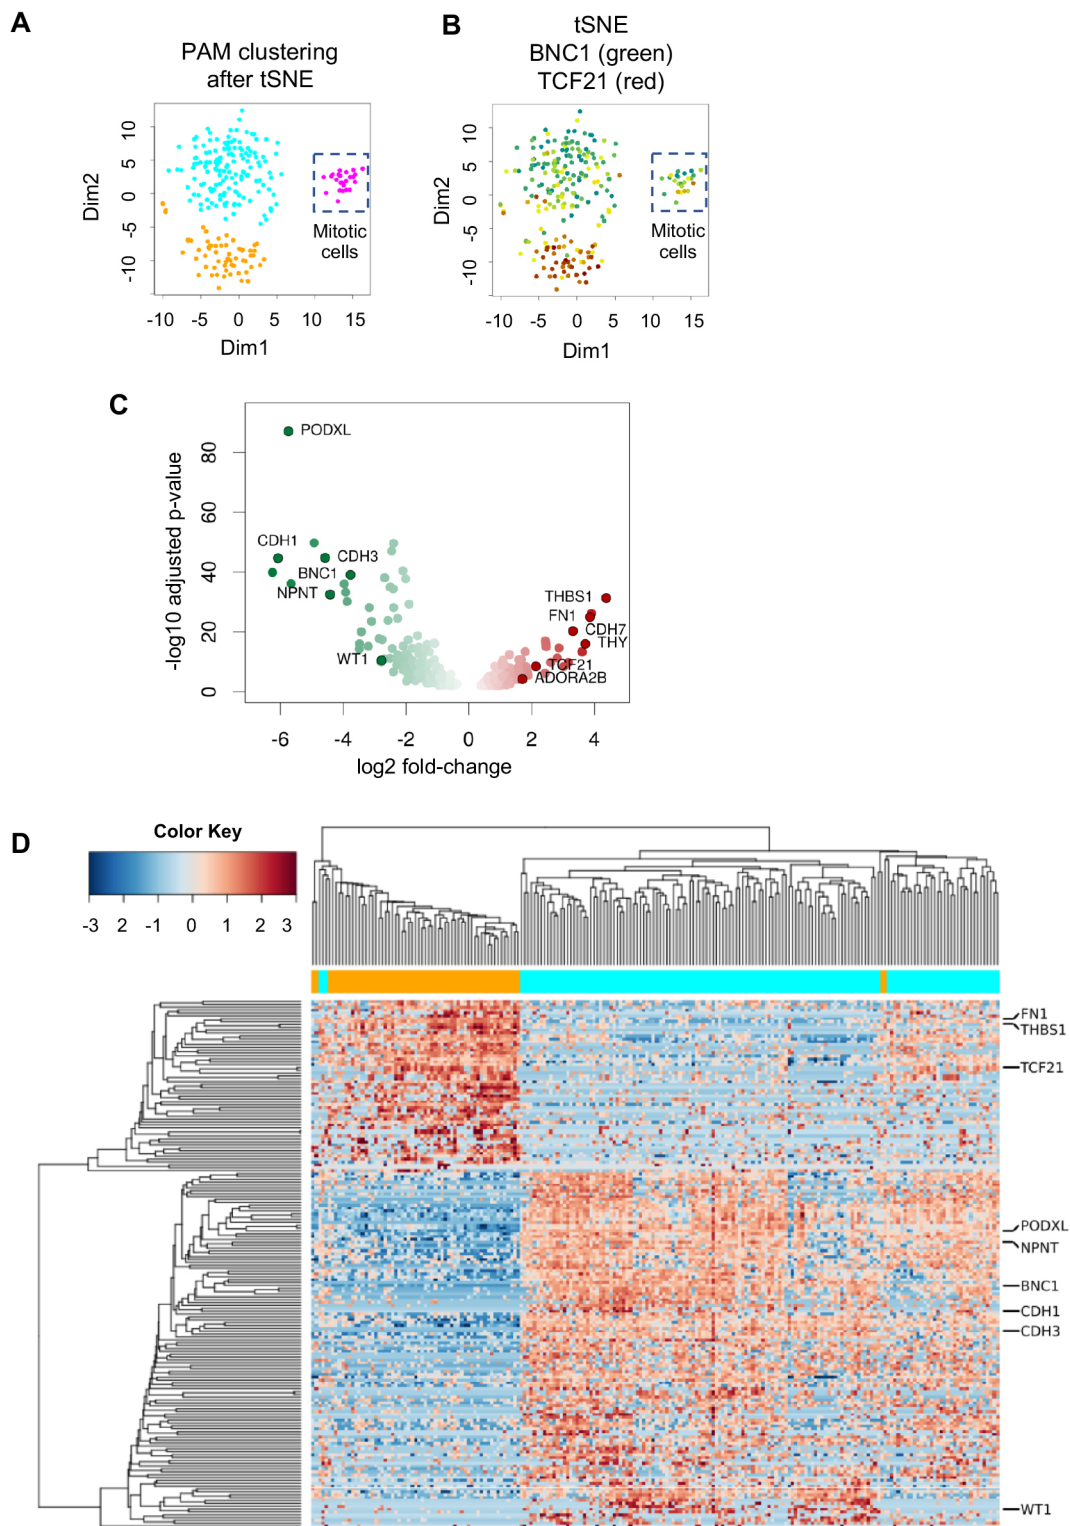 A
PAM clustering
after tSNE
10
5
0
-5
-10
Dim2
Mitotic
cells
-10 -5 0 5 10 15
Dim1
B
tSNE
BNC1 (green)
TCF21 (red)
10
5
0
-5
-10
Dim2
Mitotic
cells
-10 -5 0 5 10 15
Dim1
C
-log10 adjusted p-value
80
60
40
20
0
PODXL
CDH1
CDH3
BNC1
NPNT
WT1
THBS1
FN1
CDH7
THY
TCF21
ADORA2B
-6 -4 -2 0 2 4
log2 fold-change
D
Color Key
-3 2 -1 0 1 2 3
FN1
THBS1
TCF21
PODXL
NPNT
BNC1
CDH1
CDH3
WT1